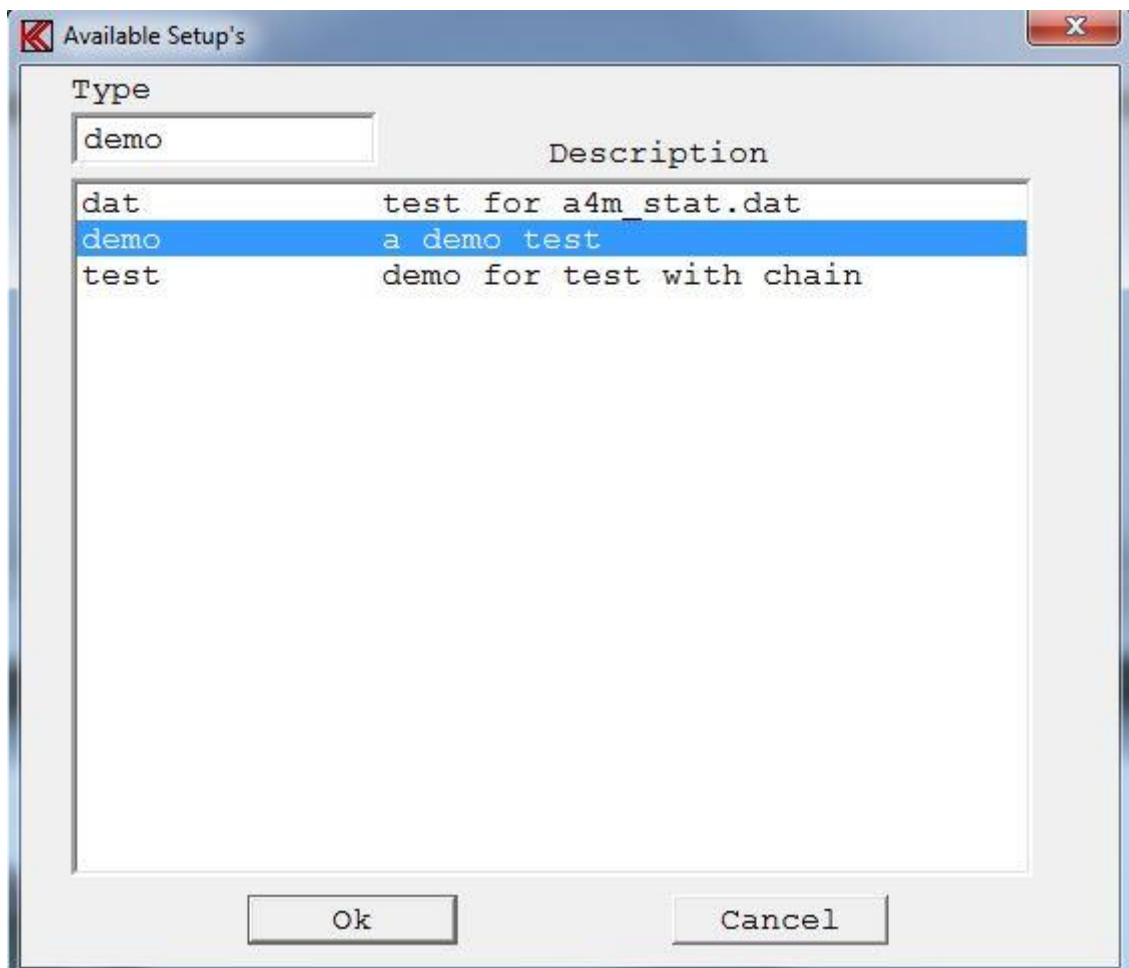 Available Setup's
Type
demo
Description
dat test for a4m_stat.dat
demo a demo test
test demo for test with chain
Ok Cancel